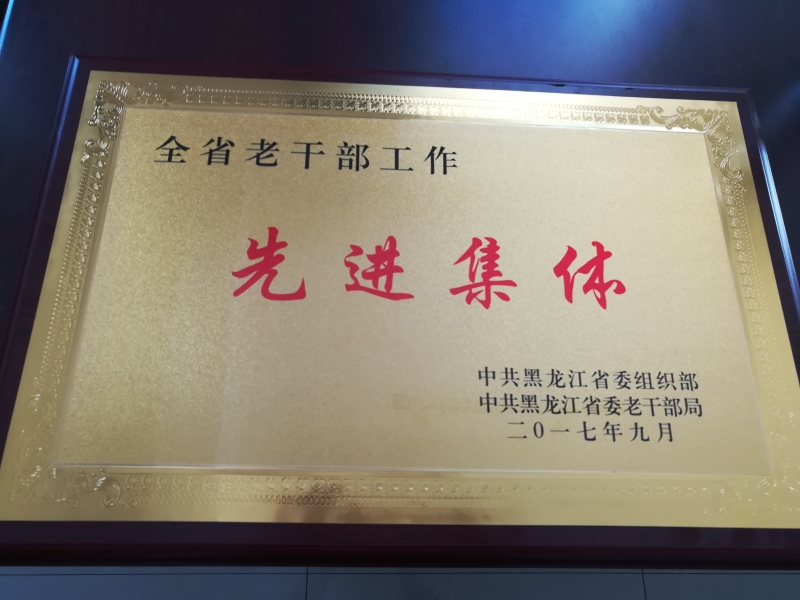 全省老干部工作
先进集体
中共黑龙江省委组织部
中共黑龙江省委老干部局
二0一七年九月